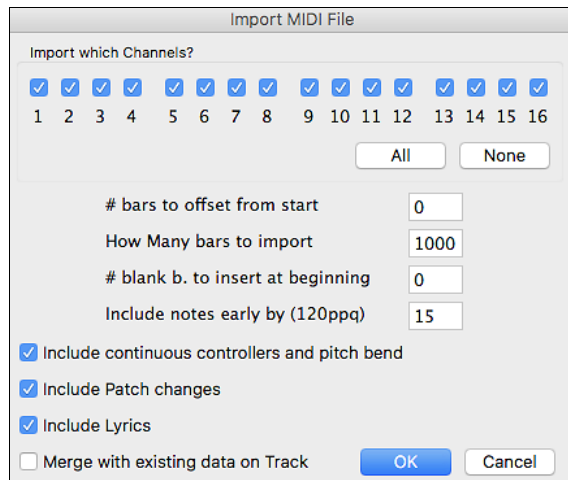 Import MIDI File
Import which Channels?
1 2 3 4 5 6 7 8 9 10 11 12 13 14 15 16
All None
# bars to offset from start 0
How Many bars to import 1000
# blank b. to insert at beginning 0
Include notes early by (120ppq) 15
Include continuous controllers and pitch bend
Include Patch changes
Include Lyrics
Merge with existing data on Track OK Cancel